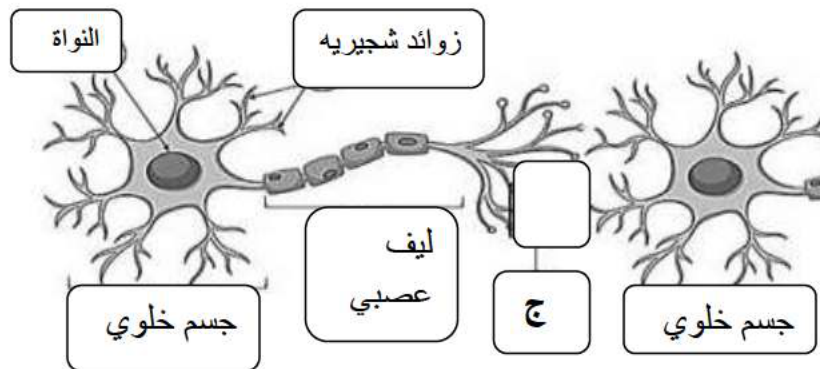 النواة
زوائد شجيريه
ليف
عصبي
ج
جسم خلوي
جسم خلوي